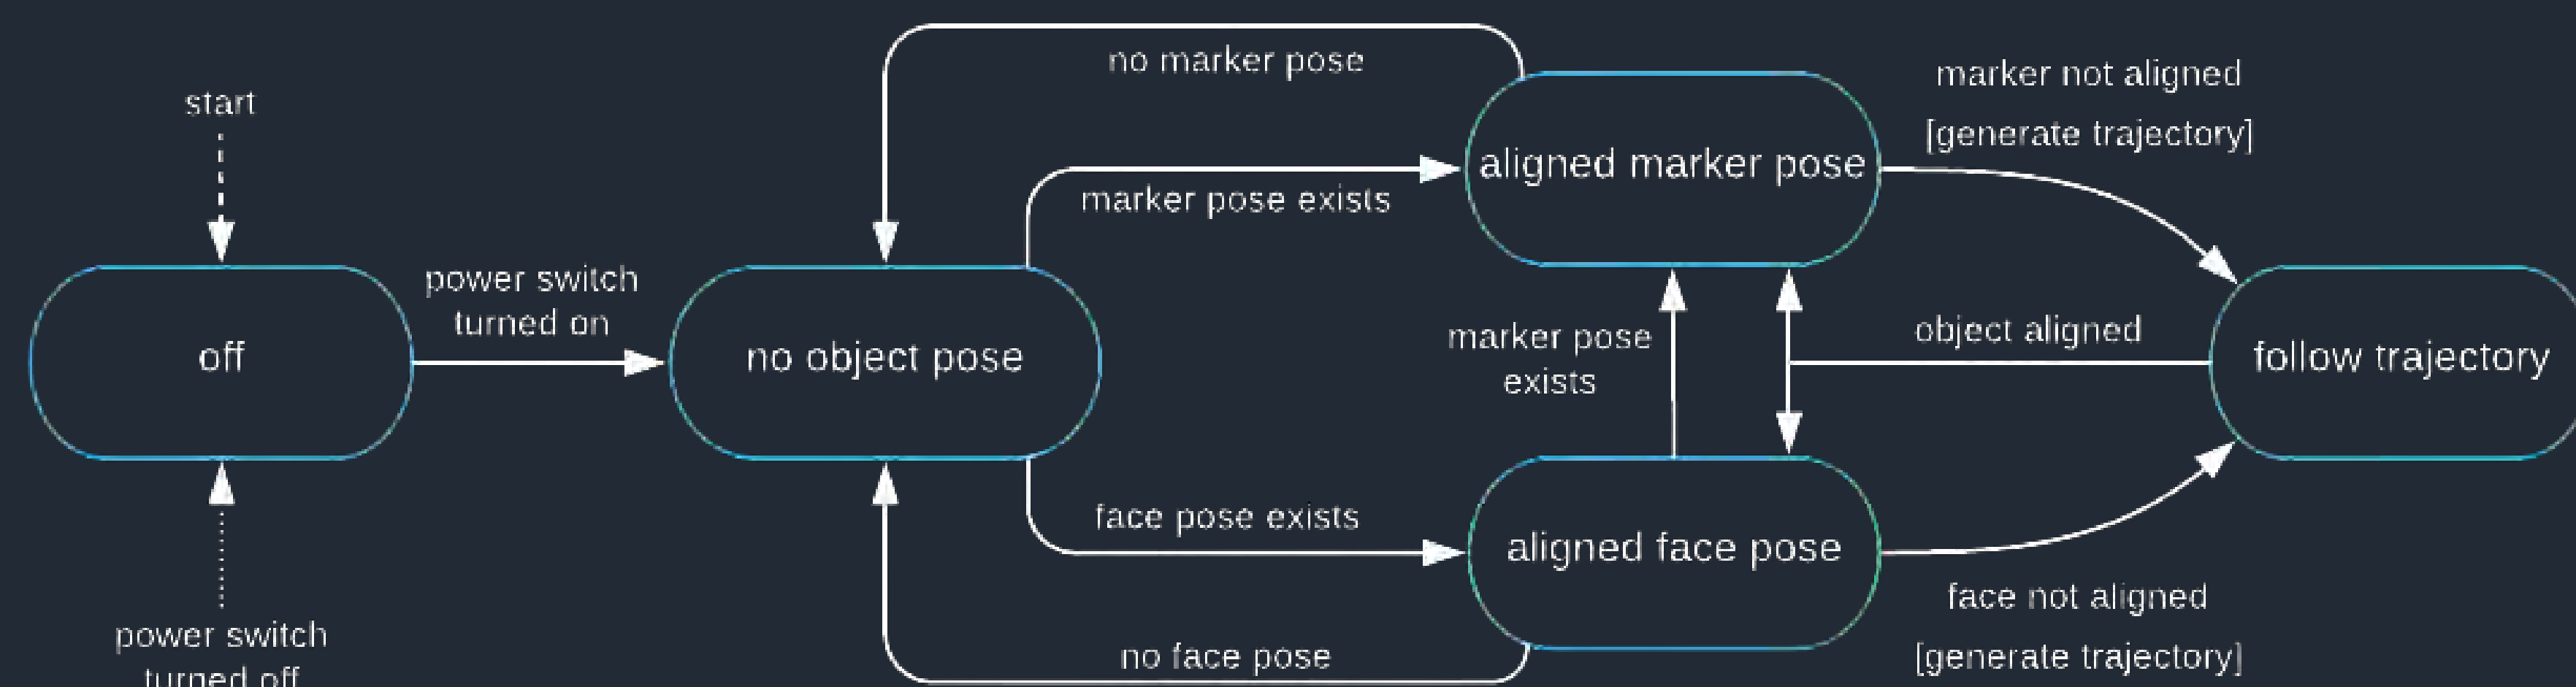 no marker pose
marker not aligned
[generate trajectory]
start
aligned marker pose
marker pose exists
power switch
turned on
off
no object pose
marker pose
exists
object aligned
follow trajectory
face pose exists
aligned face pose
face not aligned
[generate trajectory]
power switch
turned off
no face pose